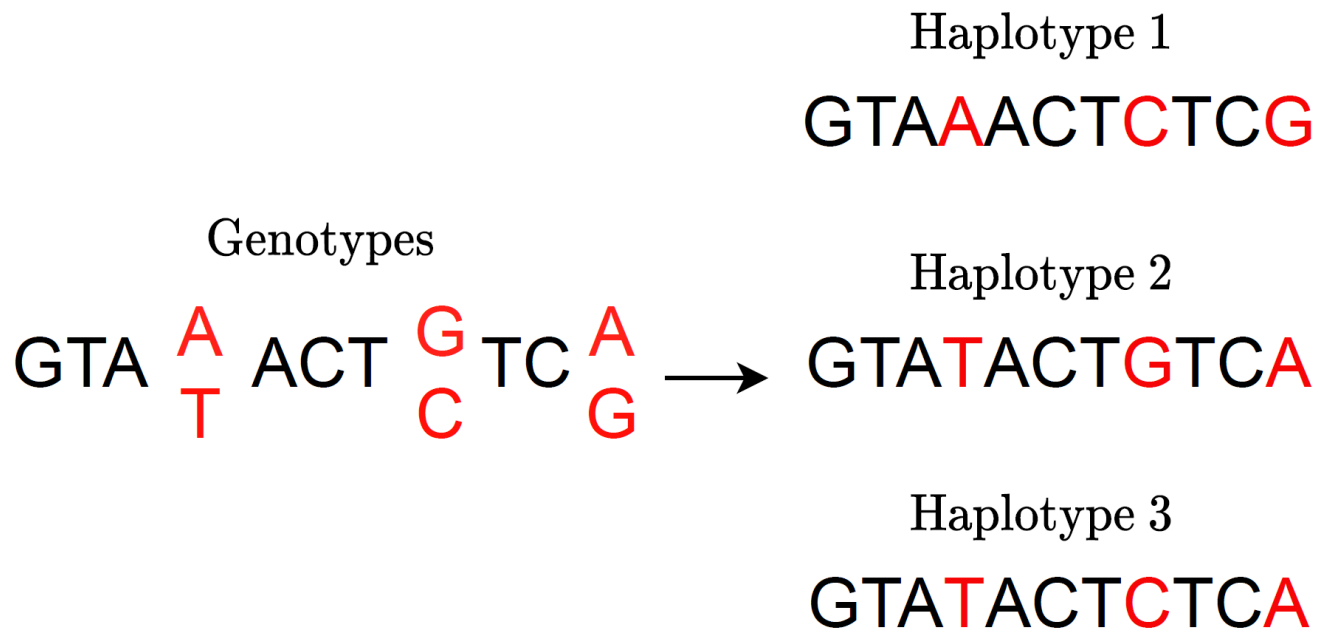 Genotypes
A G A
GTA ACT TC
T C G
Haplotype 1
GTAAACTCTCG
Haplotype 2
GTATACTGTCA
Haplotype 3
GTATACTCTCA